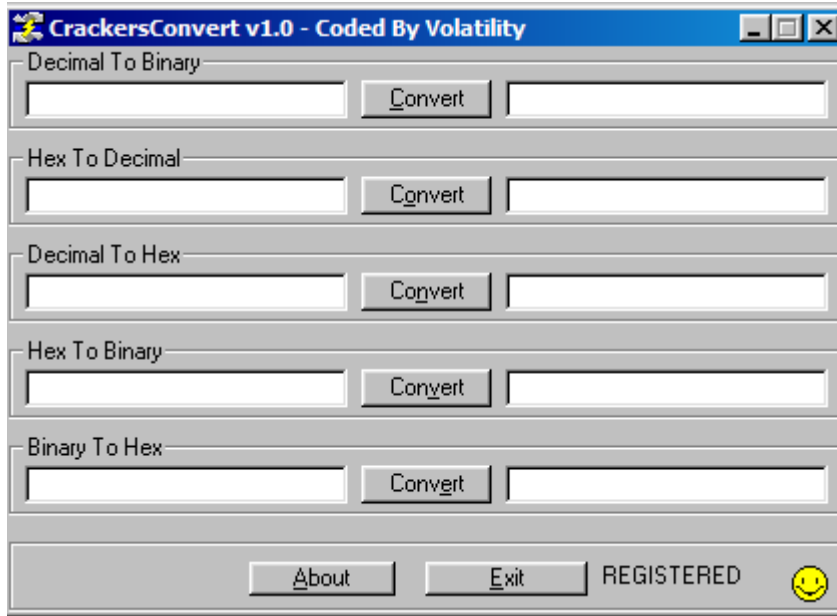 CrackersConvert v1.0 - Coded By Volatility
Decimal To Binary
Convert
Hex To Decimal
Convert
Decimal To Hex
Convert
Hex To Binary
Convert
Binary To Hex
Convert
About Exit REGISTERED